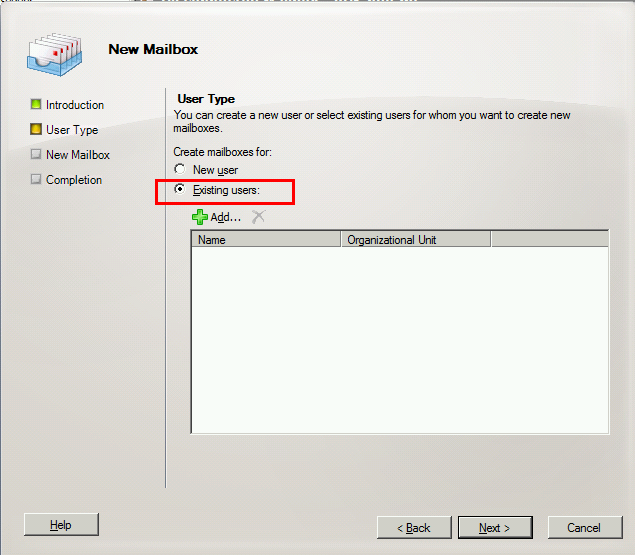 New Mailbox
Introduction
User Type
New Mailbox
Completion
User Type
You can create a new user or select existing users for whom you want to create new
mailboxes.
Create mailboxes for:
New user
Existing users:
Add...
Name Organizational Unit
Help
< Back Next > Cancel